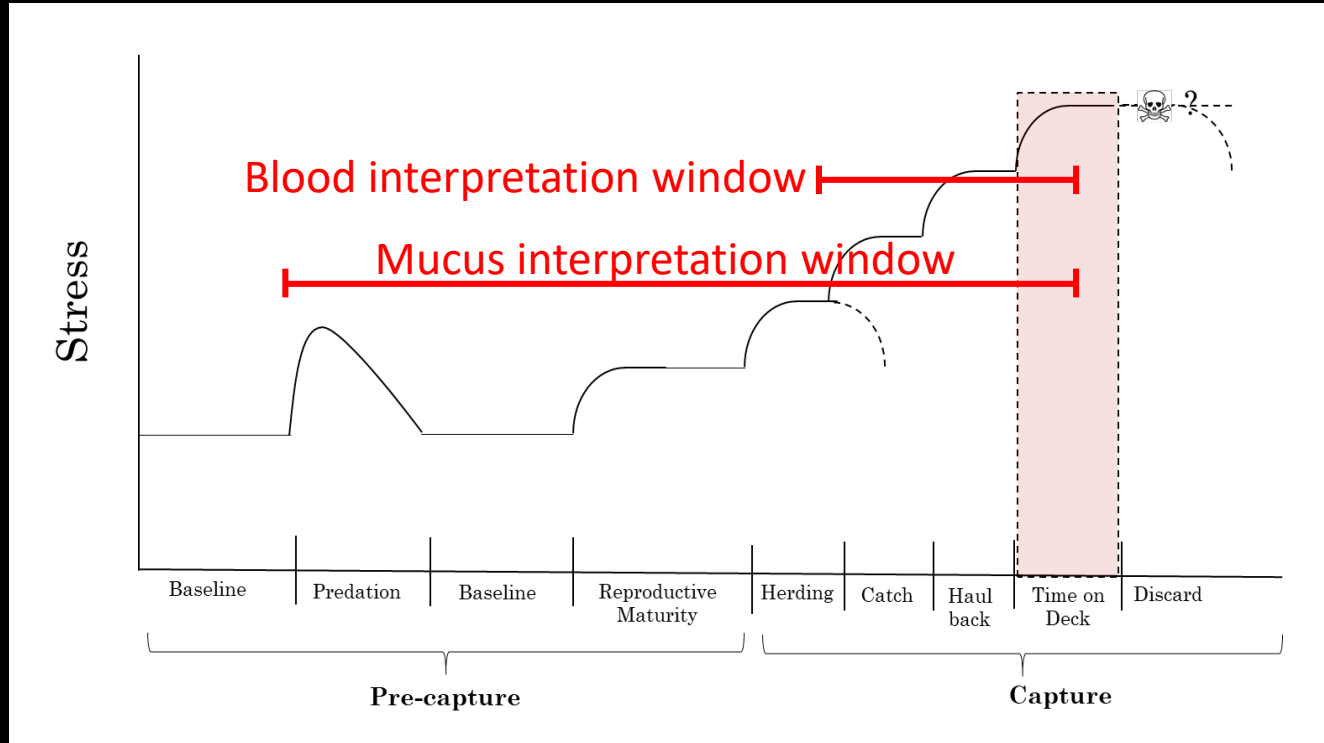 ?
Blood interpretation window
Mucus interpretation window
Stress
Baseline
Predation
Baseline
Reproductive
Maturity
Herding
Catch
Haul
back
Time on
Deck
Discard
Pre-capture
Capture